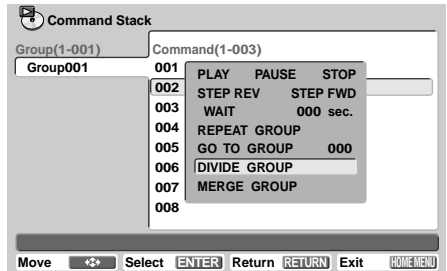 Command Stack
Group(1-001) Command(1-003)
Group001
001
002
003
004
005
006
007
008
PLAY PAUSE STOP
STEP REV STEP FWD
WAIT 000 sec.
REPEAT GROUP
GO TO GROUP 000
DIVIDE GROUP
MERGE GROUP
Move Select ENTER Return RETURN Exit HOME MENU